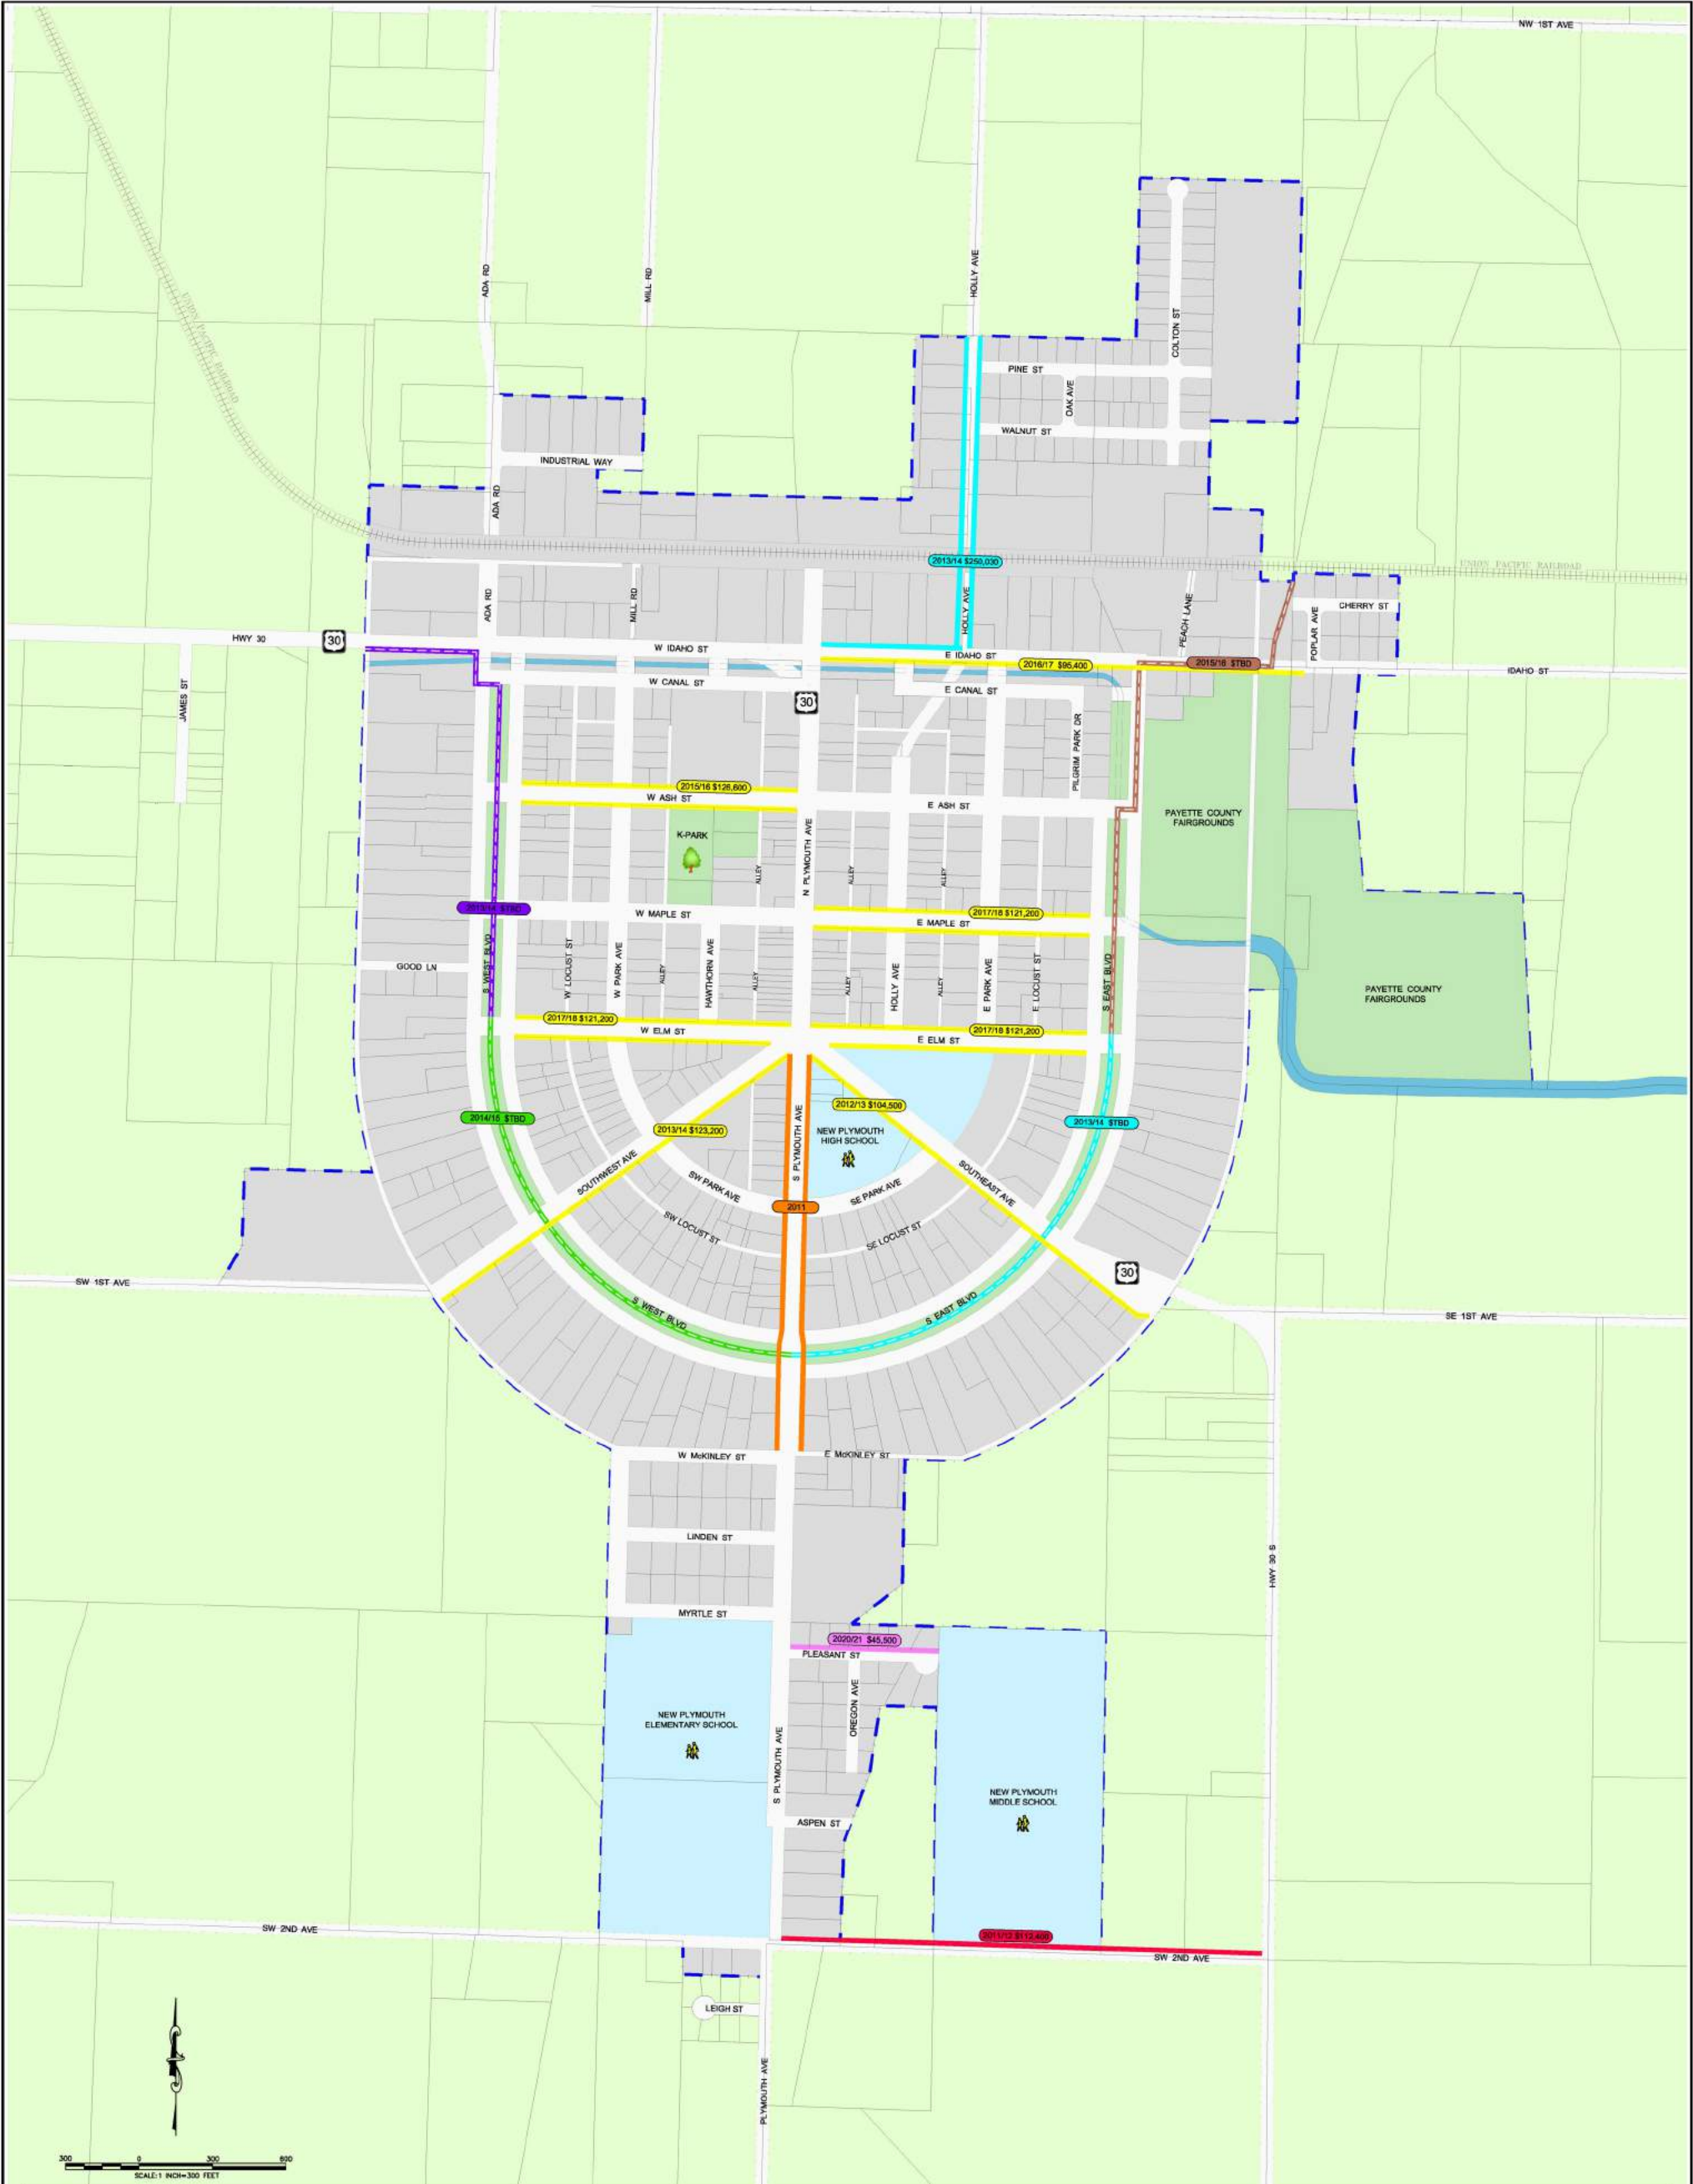 NW 1ST AVE
UNION PACIFIC RAILROAD
ADA RD
MILL RD
HOLLY AVE
COLTON ST
PINE ST
OAK AVE
WALNUT ST
INDUSTRIAL WAY
ADA RD
2013/14 $250,030
UNION PACIFIC RAILROAD
ADA RD
MILL RD
HOLLY AVE
PEACH LANE
CHERRY ST
POPLAR AVE
HWY 30
30
W IDAHO ST
E IDAHO ST
2016/17 $95,400
2015/16 $TBD
IDAHO ST
JAMES ST
W CANAL ST
30
E CANAL ST
PILGRIM PARK DR
2015/16 $126,600
W ASH ST
E ASH ST
PAYETTE COUNTY
FAIRGROUNDS
K-PARK
N PLYMOUTH AVE
ALLEY
ALLEY
ALLEY
W MAPLE ST
2017/18 $121,200
E MAPLE ST
GOOD LN
S WEST BLVD
W LOCUST ST
W PARK AVE
ALLEY
HAWTHORN AVE
ALLEY
ALLEY
HOLLY AVE
ALLEY
E PARK AVE
E LOCUST ST
S EAST BLVD
PAYETTE COUNTY
FAIRGROUNDS
2017/18 $121,200
W ELM ST
2017/18 $121,200
E ELM ST
2014/15 $TBD
2013/14 $123,200
2012/13 $104,500
2013/14 $TBD
NEW PLYMOUTH
HIGH SCHOOL
S PLYMOUTH AVE
SOUTHWEST AVE
SW PARK AVE
SE PARK AVE
SOUTHEAST AVE
2011
SW LOCUST ST
SE LOCUST ST
30
SW 1ST AVE
S WEST BLVD
S EAST BLVD
SE 1ST AVE
W McKINLEY ST
E McKINLEY ST
LINDEN ST
HWY 30 S
MYRTLE ST
2020/21 $45,500
PLEASANT ST
OREGON AVE
NEW PLYMOUTH
ELEMENTARY SCHOOL
S PLYMOUTH AVE
NEW PLYMOUTH
MIDDLE SCHOOL
ASPEN ST
SW 2ND AVE
2011/12 $112,400
SW 2ND AVE
LEIGH ST
PLYMOUTH AVE
300 0 300 600
SCALE: 1 INCH=300 FEET